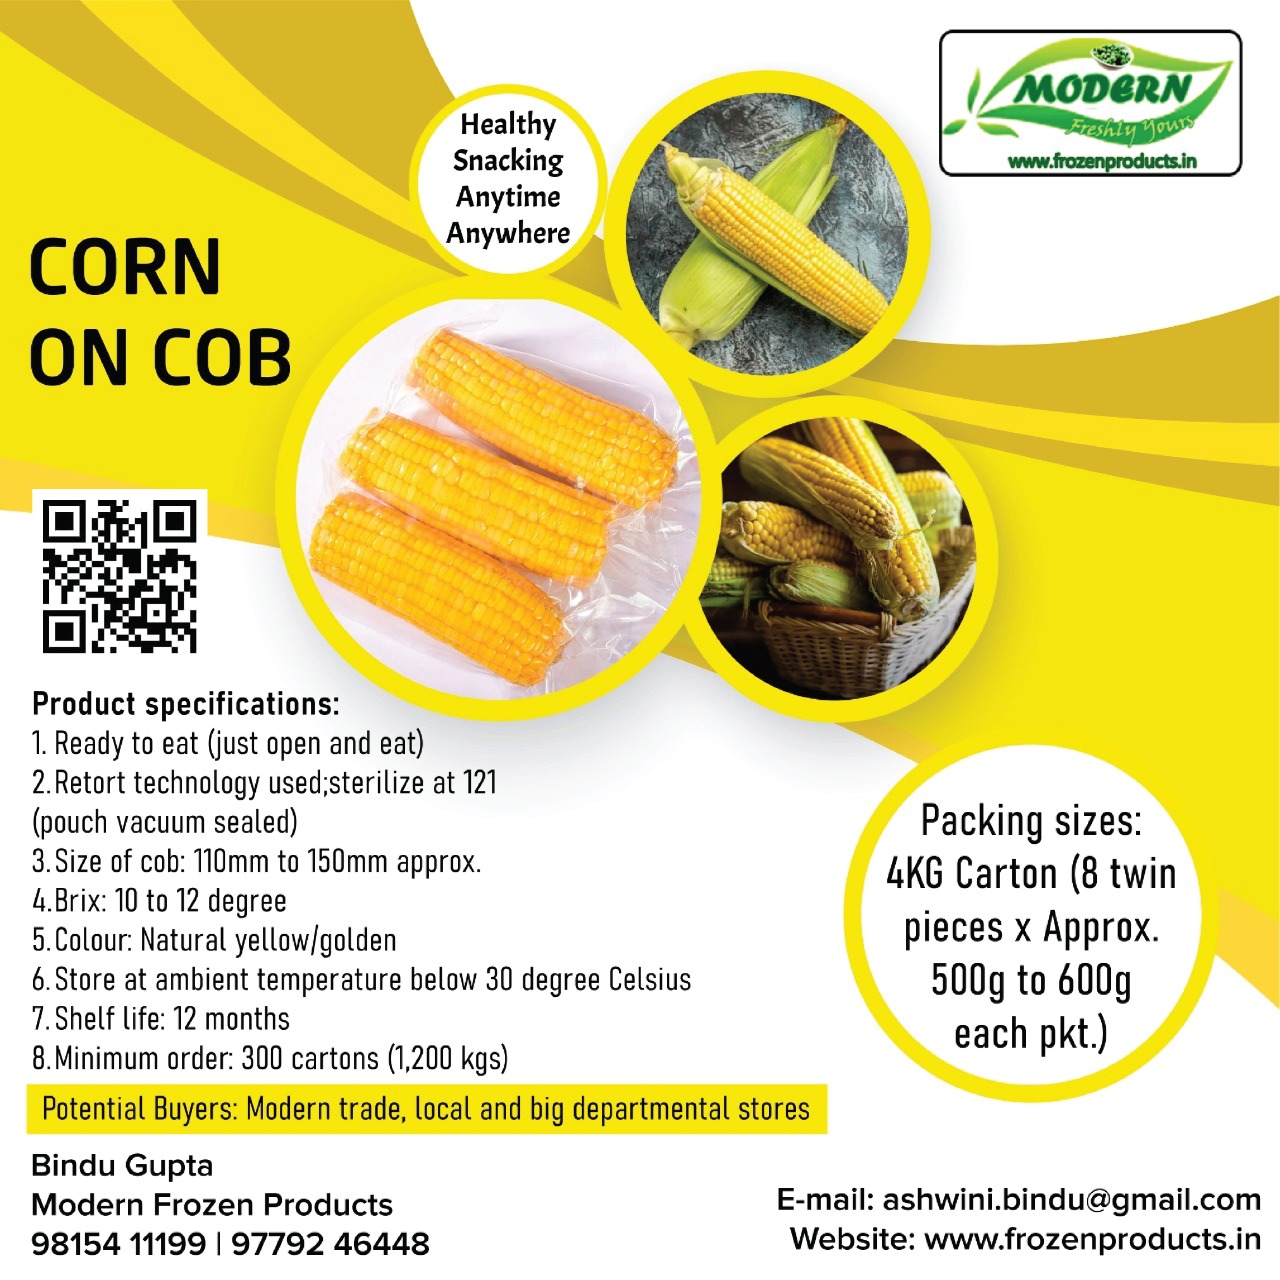 MODERN
Freshly Yours
www.frozenproducts.in
Healthy
Snacking
Anytime
Anywhere
CORN
ON COB
Product specifications:
1. Ready to eat (just open and eat)
2. Retort technology used;sterilize at 121
(pouch vacuum sealed)
3. Size of cob: 110mm to 150mm approx.
4. Brix: 10 to 12 degree
5. Colour: Natural yellow/golden
6. Store at ambient temperature below 30 degree Celsius
7. Shelf life: 12 months
8. Minimum order: 300 cartons (1,200 kgs)
Packing sizes:
4KG Carton (8 twin
pieces x Approx.
500g to 600g
each pkt.)
Potential Buyers: Modern trade, local and big departmental stores
Bindu Gupta
Modern Frozen Products
98154 11199 | 97792 46448
E-mail: ashwini.bindu@gmail.com
Website: www.frozenproducts.in